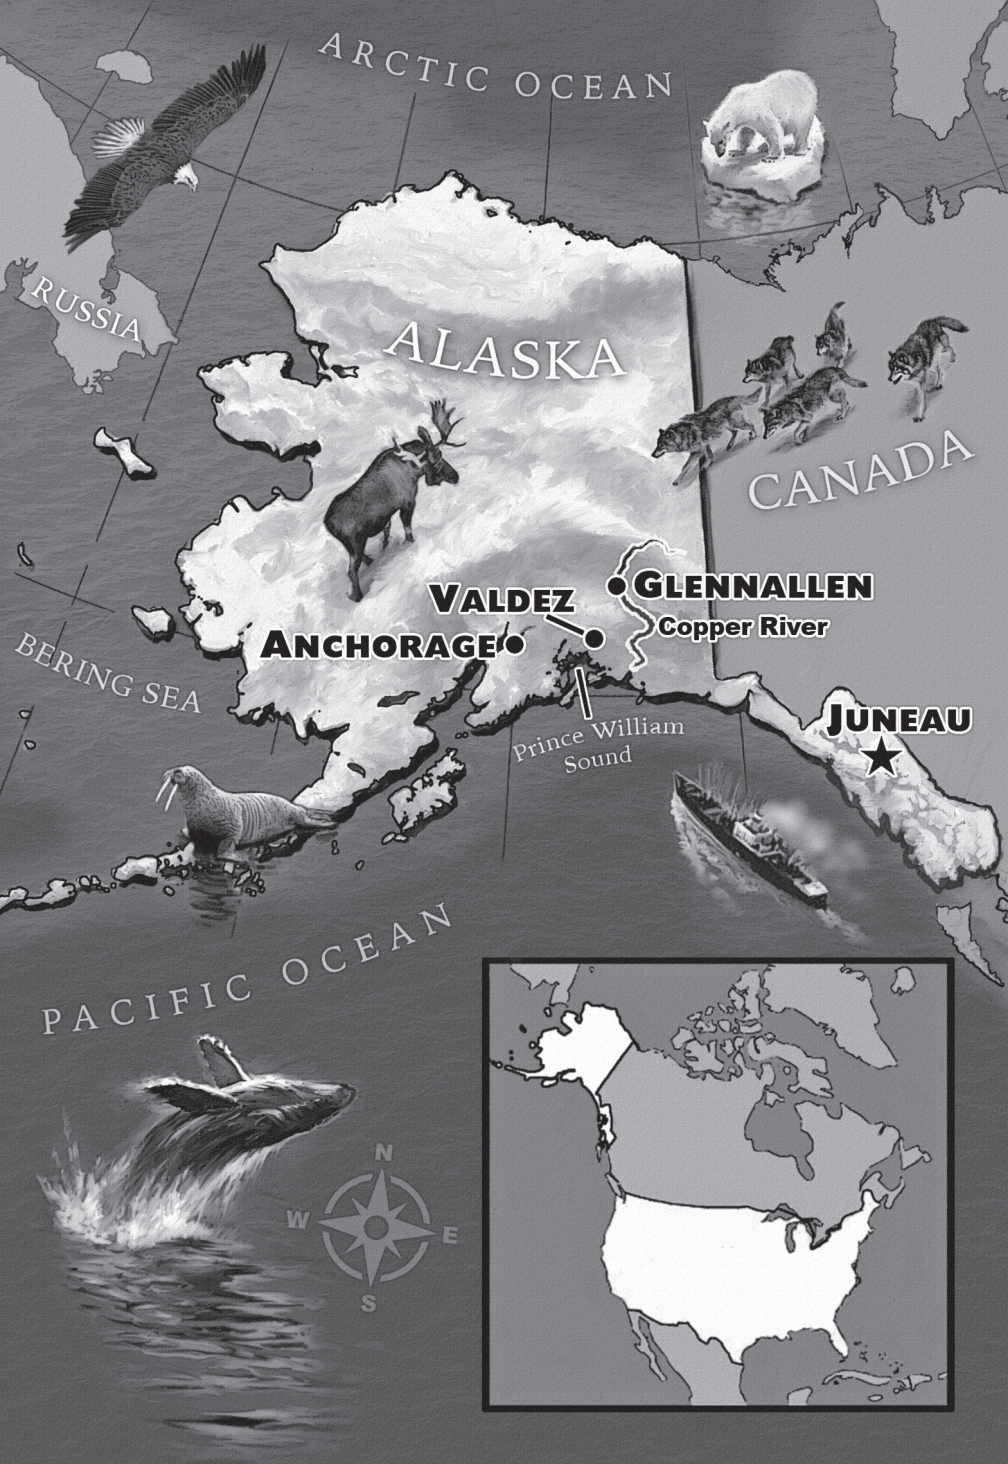 ARCTIC OCEAN
RUSSIA
ALASKA
CANADA
GLENNALLEN
VALDEZ
Copper River
ANCHORAGE
BERING SEA
JUNEAU
Prince William
Sound
PACIFIC OCEAN
N
W
E
S